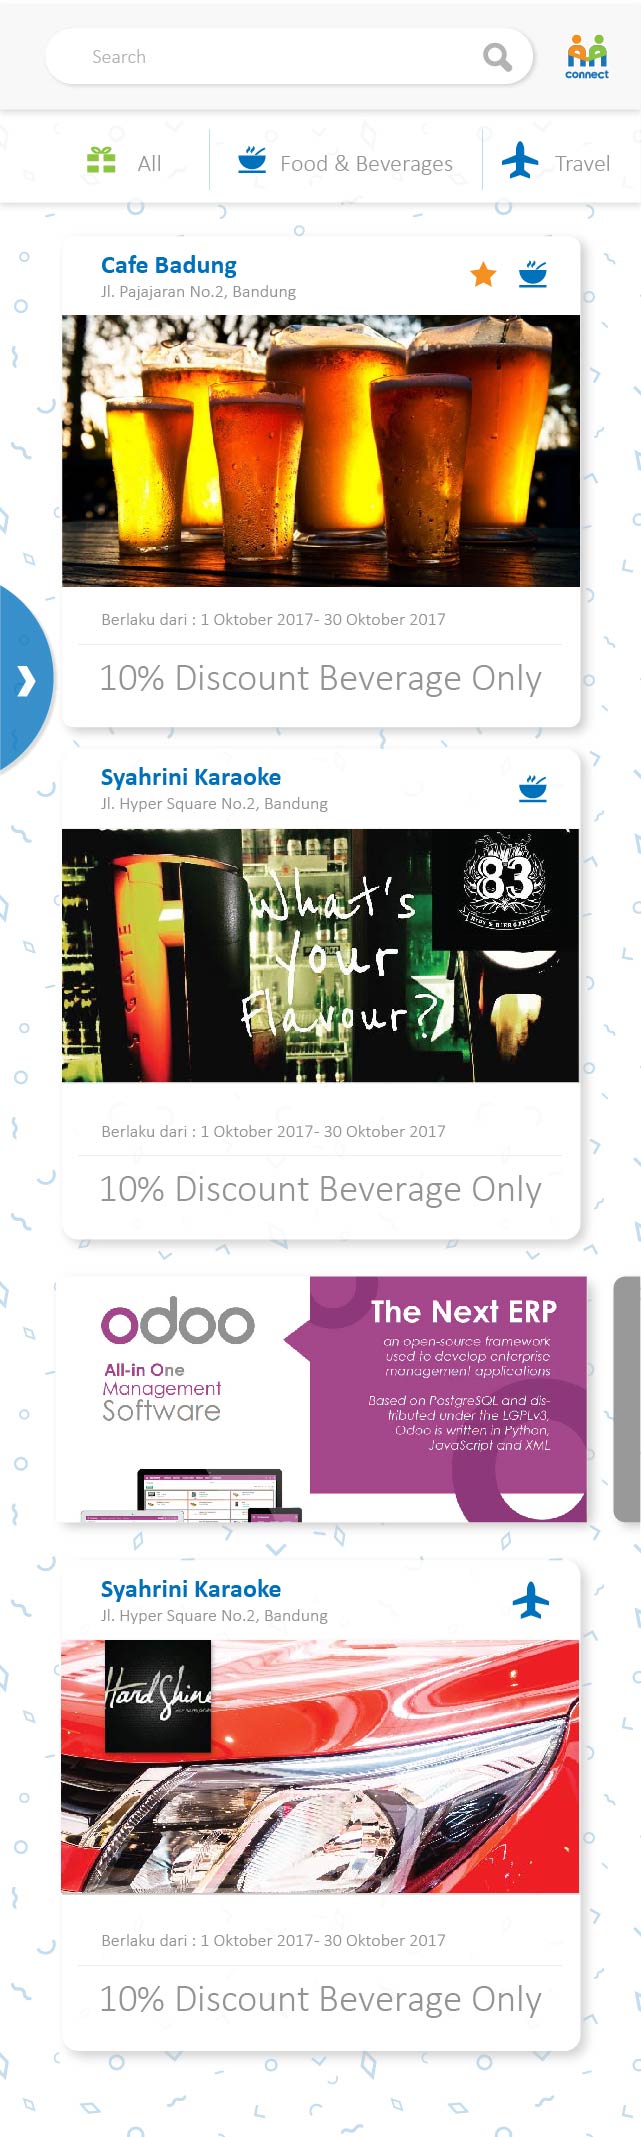 Search
connect
All
Food & Beverages
Travel
Cafe Badung
Jl. Pajajaran No.2, Bandung
Berlaku dari : 1 Oktober 2017- 30 Oktober 2017
10% Discount Beverage Only
Syahrini Karaoke
Jl. Hyper Square No.2, Bandung
83
What's
your
Flavour?
GATE
Berlaku dari : 1 Oktober 2017- 30 Oktober 2017
10% Discount Beverage Only
odoo
All-in One
Management
Software
The Next ERP
an open-source framework
used to develop enterprise
management applications
Based on PostgreSQL and dis-
tributed under the LGPLv3,
Odoo is written in Python,
JavaScript and XML
Syahrini Karaoke
Jl. Hyper Square No.2, Bandung
HardShine
Berlaku dari : 1 Oktober 2017- 30 Oktober 2017
10% Discount Beverage Only